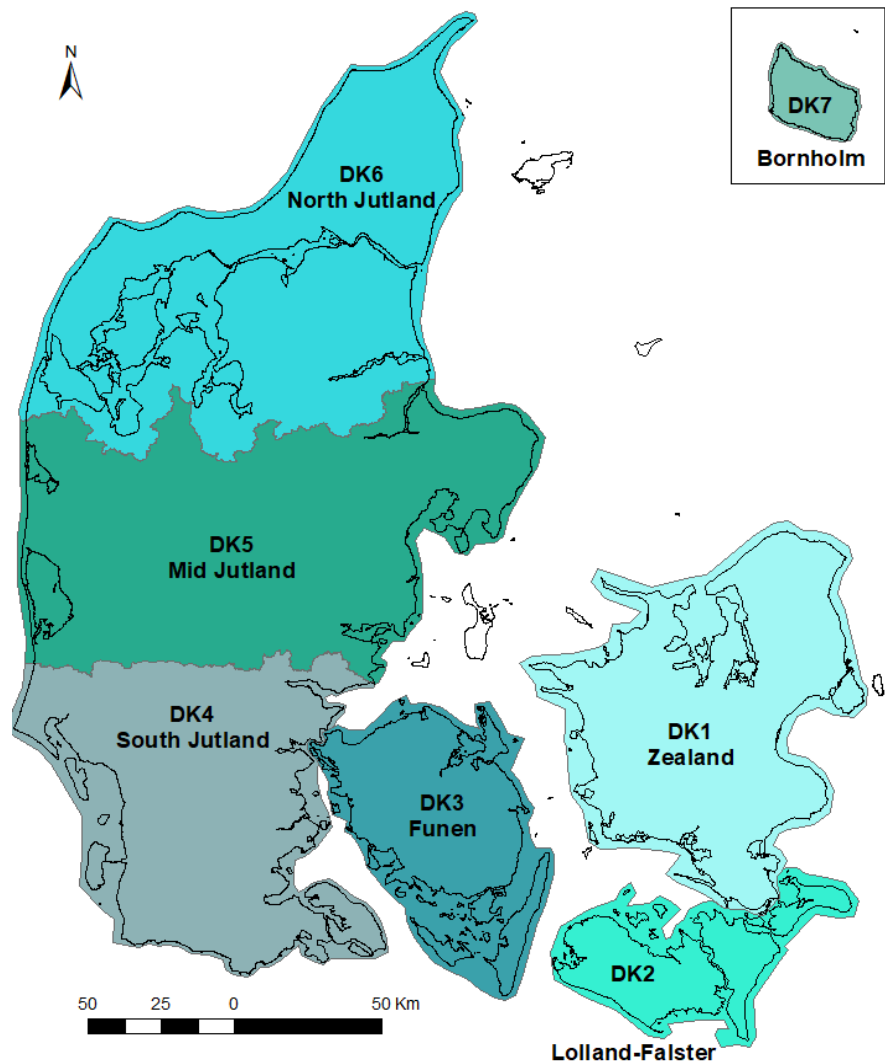 N
DK7
Bornholm
DK6
North Jutland
DK5
Mid Jutland
DK4
South Jutland
DK1
Zealand
DK3
Funen
DK2
Lolland-Falster
50 25 0 50 Km